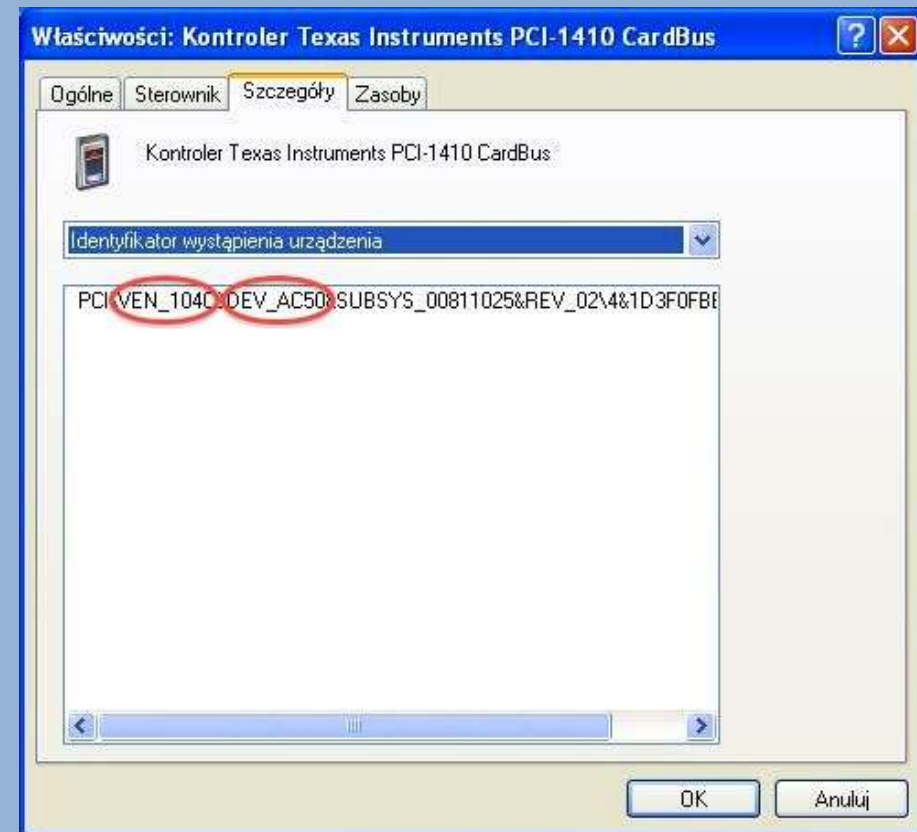 Właściwości: Kontroler Texas Instruments PCI-1410 CardBus
Ogólne Sterownik Szczegóły Zasoby
Kontroler Texas Instruments PCI-1410 CardBus
Identyfikator wystąpienia urządzenia
PCI\VEN_104C&DEV_AC50&SUBSYS_00811025&REV_02\4&1D3F0FBE
OK Anuluj